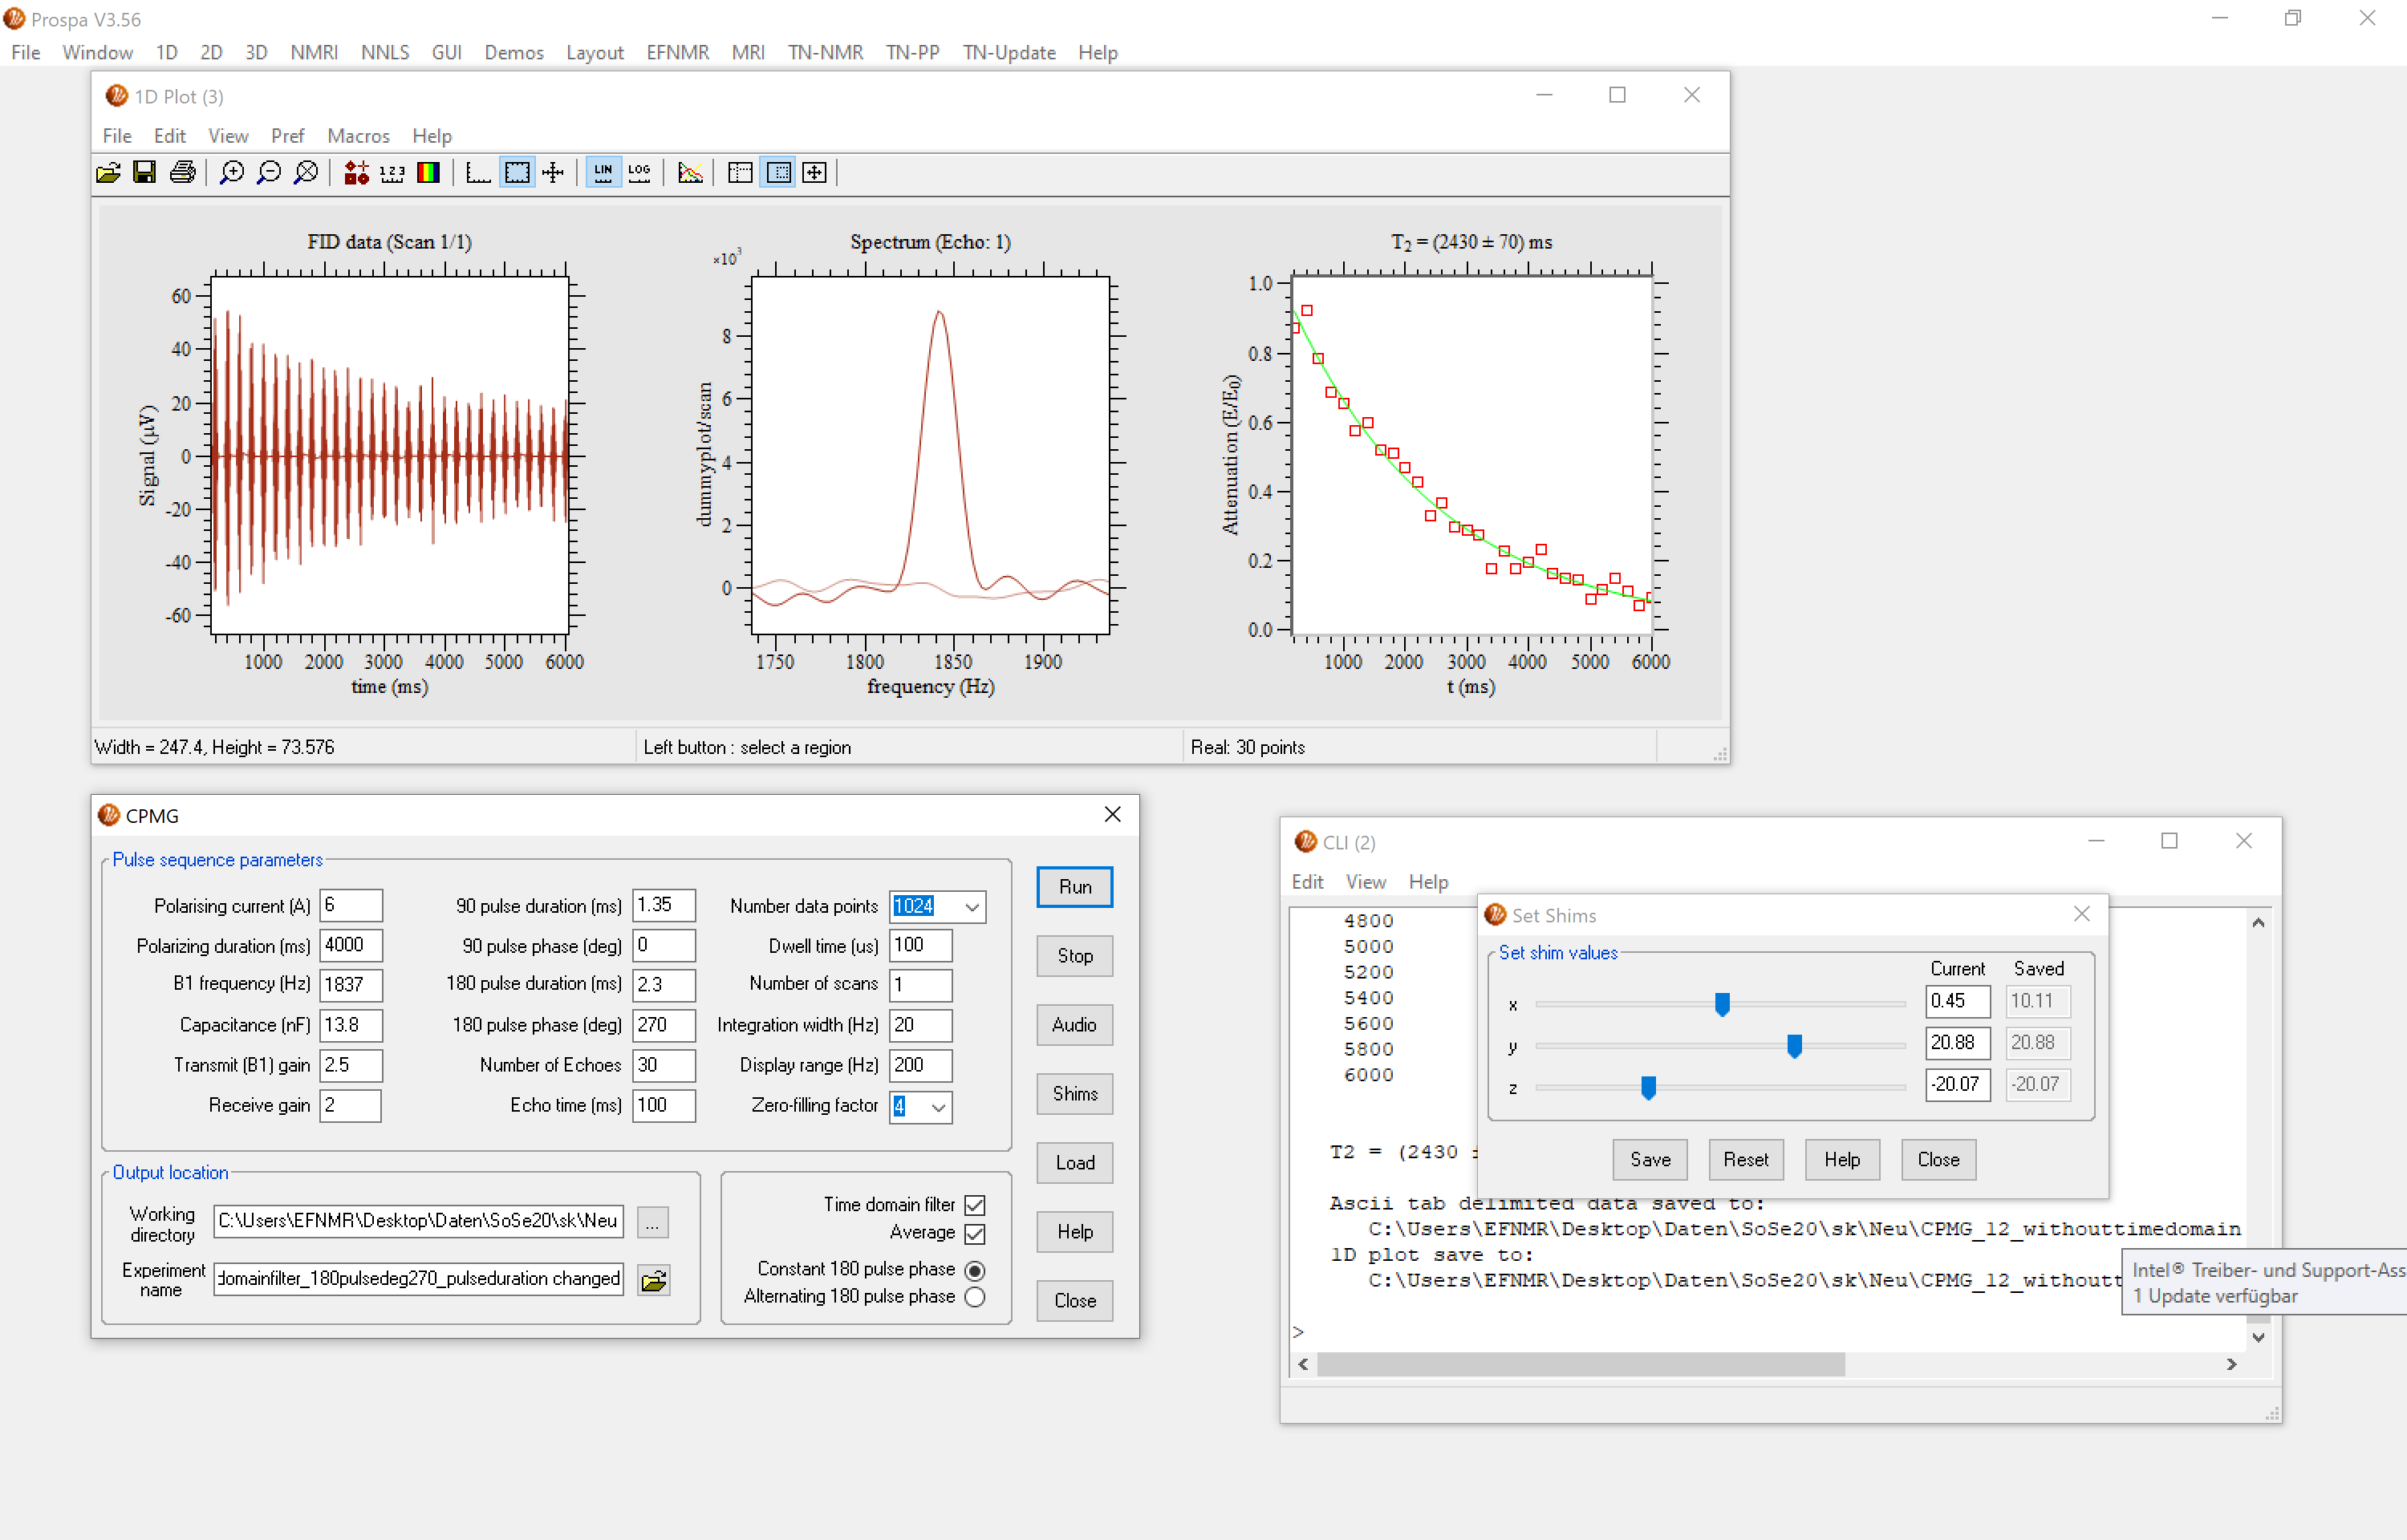 Prospa V3.56
File Window 1D 2D 3D NMRI NNLS GUI Demos Layout EFNMR MRI TN-NMR TN-PP TN-Update Help
1D Plot (3)
File Edit View Pref Macros Help
1 2 3 LIN LOG
FID data (Scan 1/1)
60
40
20
0
-20
-40
-60
Signal (µV)
1000 2000 3000 4000 5000 6000
time (ms)
Spectrum (Echo: 1)
×10³
8
6
4
2
0
dummyplot/scan
1750 1800 1850 1900
frequency (Hz)
T₂ = (2430 ± 70) ms
1.0
0.8
0.6
0.4
0.2
0.0
Attenuation (E/E₀)
1000 2000 3000 4000 5000 6000
t (ms)
Width = 247.4, Height = 73.576
Left button : select a region
Real: 30 points
CPMG
Pulse sequence parameters
Polarising current (A) 6
Polarizing duration (ms) 4000
B1 frequency (Hz) 1837
Capacitance (nF) 13.8
Transmit (B1) gain 2.5
Receive gain 2
90 pulse duration (ms) 1.35
90 pulse phase (deg) 0
180 pulse duration (ms) 2.3
180 pulse phase (deg) 270
Number of Echoes 30
Echo time (ms) 100
Number data points 1024
Dwell time (us) 100
Number of scans 1
Integration width (Hz) 20
Display range (Hz) 200
Zero-filling factor 4
Run
Stop
Audio
Shims
Load
Help
Close
Output location
Working directory C:\Users\EFNMR\Desktop\Daten\SoSe20\sk\Neu ...
Experiment name domainfilter_180pulsedeg270_pulseduration changed
Time domain filter
Average
Constant 180 pulse phase
Alternating 180 pulse phase
CLI (2)
Edit View Help
4800
5000
5200
5400
5600
5800
6000
T2 = (2430 ±
Ascii tab delimited data saved to:
C:\Users\EFNMR\Desktop\Daten\SoSe20\sk\Neu\CPMG_12_withouttimedomain
1D plot save to:
C:\Users\EFNMR\Desktop\Daten\SoSe20\sk\Neu\CPMG_12_withoutt
>
Set Shims
Set shim values
Current Saved
x 0.45 10.11
y 20.88 20.88
z -20.07 -20.07
Save Reset Help Close
Intel® Treiber- und Support-Ass
1 Update verfügbar